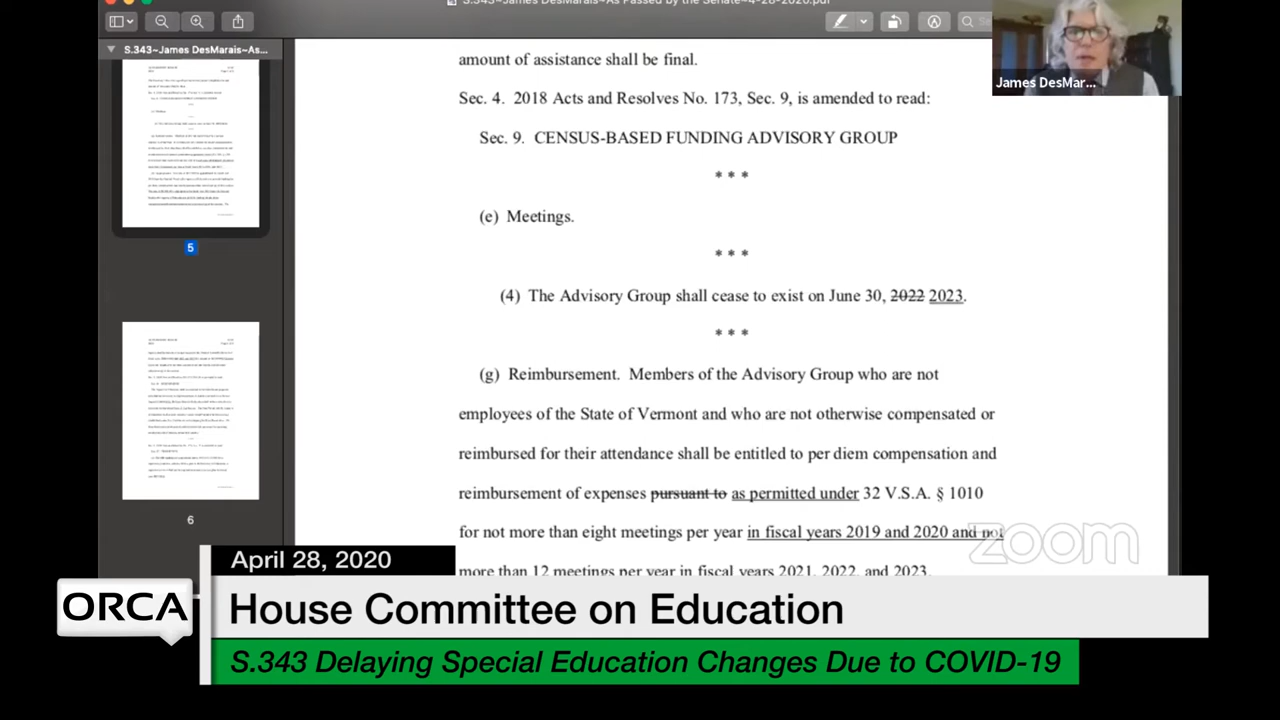 S.343~James DesMarais~As Passed by the Senate~4-28-2020.pdf
S.343~James DesMarais~As...
5
6
amount of assistance shall be final.
Sec. 4. 2018 Acts and Resolves No. 173, Sec. 9, is amended to read:
Sec. 9. CENSUS-BASED FUNDING ADVISORY GROUP
* * *
(e) Meetings.
* * *
(4) The Advisory Group shall cease to exist on June 30, 2022 2023.
* * *
(g) Reimbursement. Members of the Advisory Group who are not
employees of the State of Vermont and who are not otherwise compensated or
reimbursed for their attendance shall be entitled to per diem compensation and
reimbursement of expenses pursuant to as permitted under 32 V.S.A. § 1010
for not more than eight meetings per year in fiscal years 2019 and 2020 and not
more than 12 meetings per year in fiscal years 2021, 2022, and 2023.
James DesMar...
zoom
April 28, 2020
ORCA
House Committee on Education
S.343 Delaying Special Education Changes Due to COVID-19